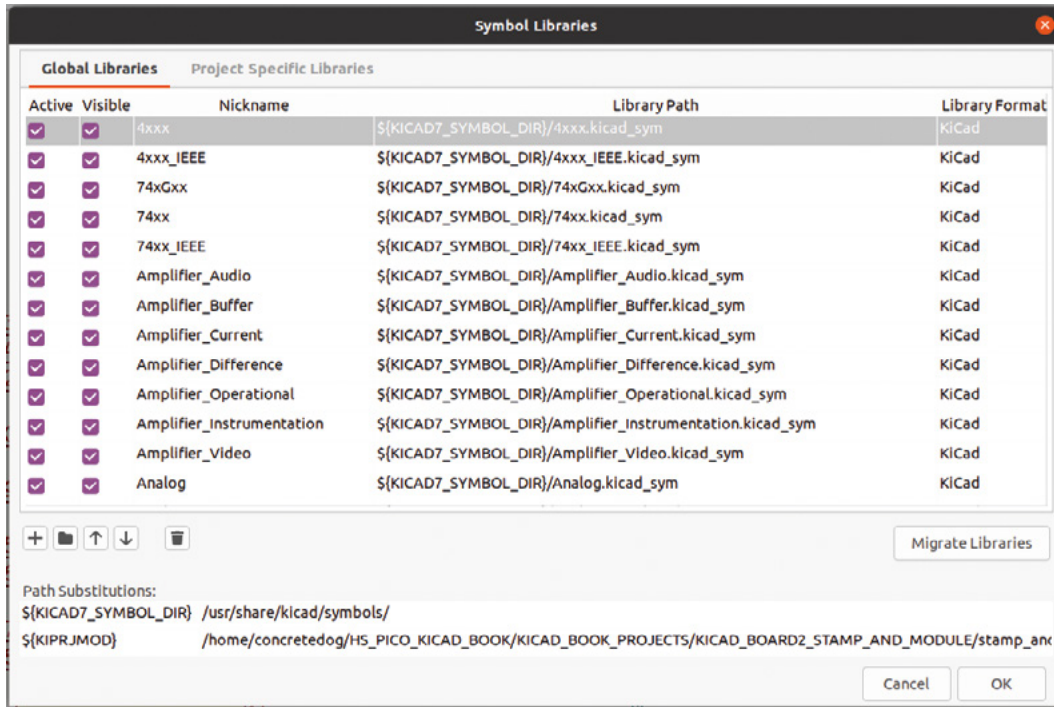 Symbol Libraries
Global Libraries Project Specific Libraries
Active Visible Nickname Library Path Library Format
4xxx ${KICAD7_SYMBOL_DIR}/4xxx.kicad_sym KiCad
4xxx_IEEE ${KICAD7_SYMBOL_DIR}/4xxx_IEEE.kicad_sym KiCad
74xGxx ${KICAD7_SYMBOL_DIR}/74xGxx.kicad_sym KiCad
74xx ${KICAD7_SYMBOL_DIR}/74xx.kicad_sym KiCad
74xx_IEEE ${KICAD7_SYMBOL_DIR}/74xx_IEEE.kicad_sym KiCad
Amplifier_Audio ${KICAD7_SYMBOL_DIR}/Amplifier_Audio.kicad_sym KiCad
Amplifier_Buffer ${KICAD7_SYMBOL_DIR}/Amplifier_Buffer.kicad_sym KiCad
Amplifier_Current ${KICAD7_SYMBOL_DIR}/Amplifier_Current.kicad_sym KiCad
Amplifier_Difference ${KICAD7_SYMBOL_DIR}/Amplifier_Difference.kicad_sym KiCad
Amplifier_Operational ${KICAD7_SYMBOL_DIR}/Amplifier_Operational.kicad_sym KiCad
Amplifier_Instrumentation ${KICAD7_SYMBOL_DIR}/Amplifier_Instrumentation.kicad_sym KiCad
Amplifier_Video ${KICAD7_SYMBOL_DIR}/Amplifier_Video.kicad_sym KiCad
Analog ${KICAD7_SYMBOL_DIR}/Analog.kicad_sym KiCad
Migrate Libraries
Path Substitutions:
${KICAD7_SYMBOL_DIR} /usr/share/kicad/symbols/
${KIPRJMOD} /home/concretedog/HS_PICO_KICAD_BOOK/KICAD_BOOK_PROJECTS/KICAD_BOARD2_STAMP_AND_MODULE/stamp_and
Cancel OK